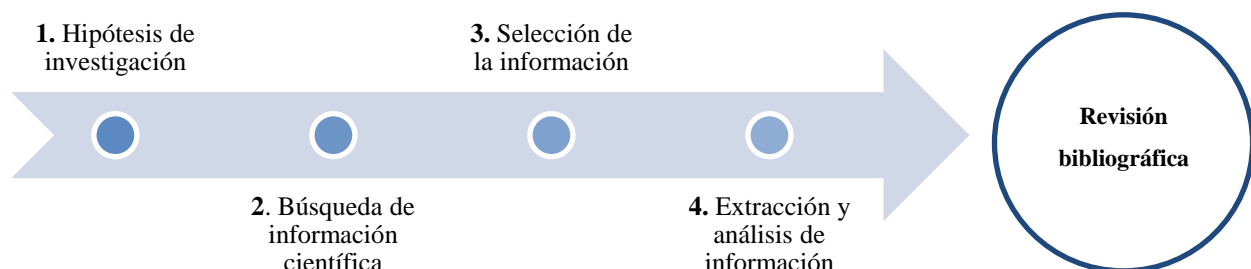 1. Hipótesis de
investigación
2. Búsqueda de
información
científica
3. Selección de
la información
4. Extracción y
análisis de
información
Revisión
bibliográfica